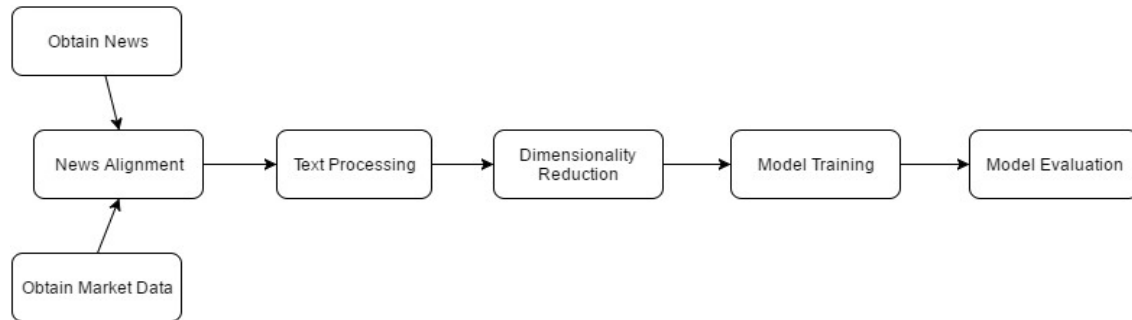 Obtain News
News Alignment
Text Processing
Dimensionality
Reduction
Model Training
Model Evaluation
Obtain Market Data